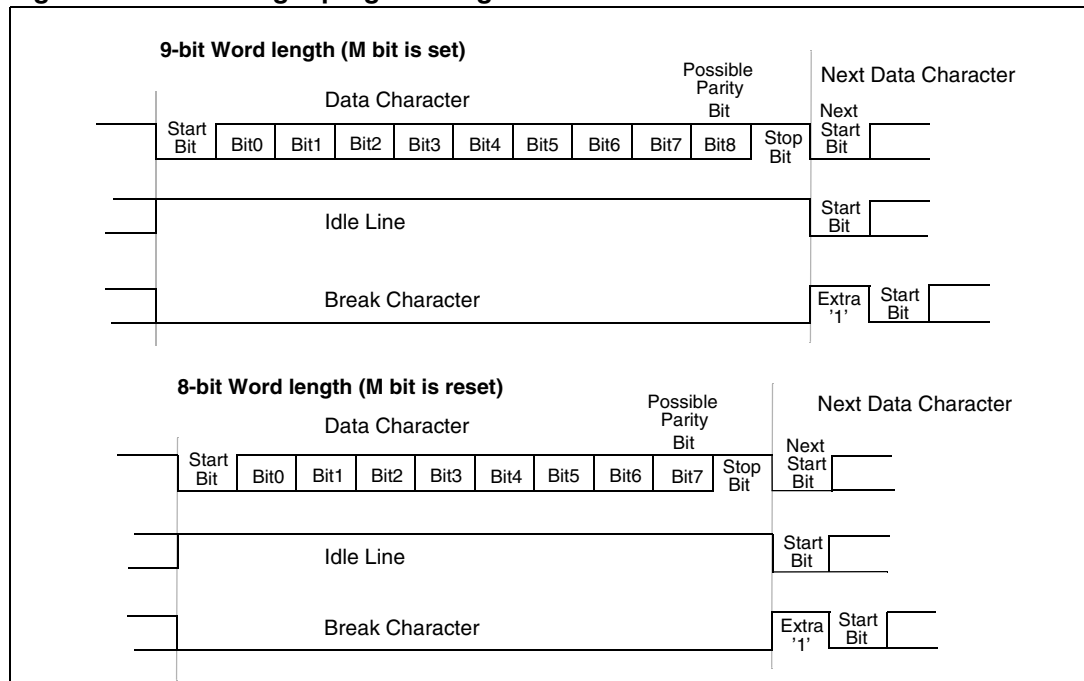 9-bit Word length (M bit is set)
Possible
Parity
Bit
Next Data Character
Data Character
Start
Bit
Bit0 Bit1 Bit2 Bit3 Bit4 Bit5 Bit6 Bit7 Bit8
Stop
Bit
Next
Start
Bit
Idle Line
Start
Bit
Break Character
Extra
'1'
Start
Bit
8-bit Word length (M bit is reset)
Possible
Parity
Bit
Next Data Character
Data Character
Start
Bit
Bit0 Bit1 Bit2 Bit3 Bit4 Bit5 Bit6 Bit7
Stop
Bit
Next
Start
Bit
Idle Line
Start
Bit
Break Character
Extra
'1'
Start
Bit